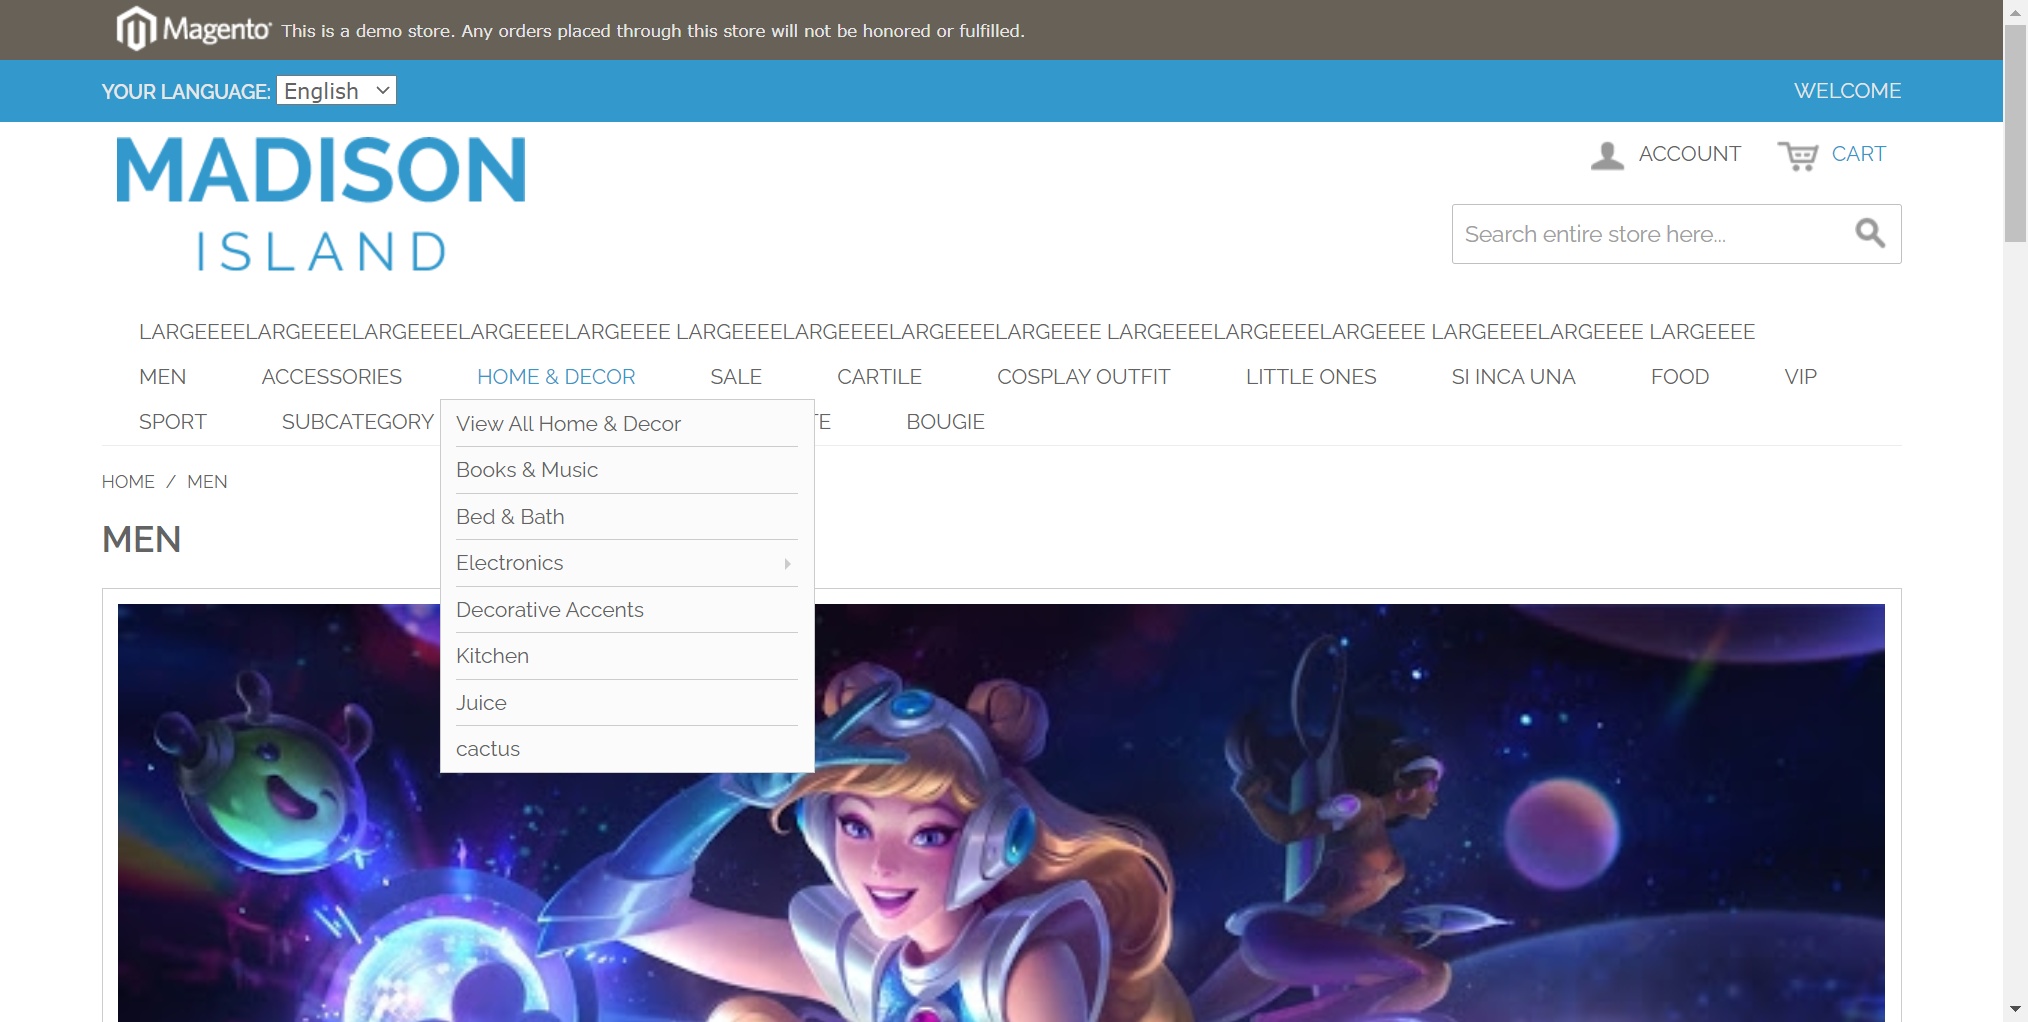 Magento This is a demo store. Any orders placed through this store will not be honored or fulfilled.
YOUR LANGUAGE: English WELCOME
MADISON
ISLAND
ACCOUNT CART
Search entire store here...
LARGEEEELARGEEEELARGEEEELARGEEEELARGEEEE LARGEEEELARGEEEELARGEEEELARGEEEE LARGEEEELARGEEEELARGEEEE LARGEEEELARGEEEE LARGEEEE
MEN ACCESSORIES HOME & DECOR SALE CARTILE COSPLAY OUTFIT LITTLE ONES SI INCA UNA FOOD VIP
SPORT SUBCATEGORY BOUGIE
View All Home & Decor
Books & Music
Bed & Bath
Electronics
Decorative Accents
Kitchen
Juice
cactus
HOME / MEN
MEN